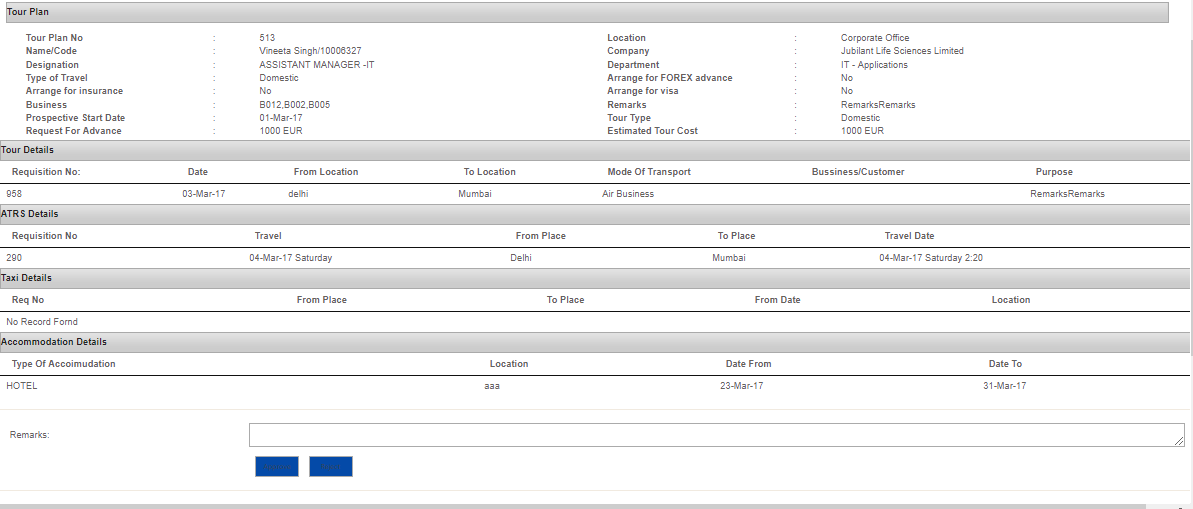 Tour Plan
Tour Plan No : 513 Location : Corporate Office
Name/Code : Vineeta Singh/10006327 Company : Jubilant Life Sciences Limited
Designation : ASSISTANT MANAGER -IT Department : IT - Applications
Type of Travel : Domestic Arrange for FOREX advance : No
Arrange for insurance : No Arrange for visa : No
Business : B012,B002,B005 Remarks : RemarksRemarks
Prospective Start Date : 01-Mar-17 Tour Type : Domestic
Request For Advance : 1000 EUR Estimated Tour Cost : 1000 EUR
Tour Details
Requisition No: Date From Location To Location Mode Of Transport Bussiness/Customer Purpose
958 03-Mar-17 delhi Mumbai Air Business RemarksRemarks
ATRS Details
Requisition No Travel From Place To Place Travel Date
290 04-Mar-17 Saturday Delhi Mumbai 04-Mar-17 Saturday 2:20
Taxi Details
Req No From Place To Place From Date Location
No Record Fornd
Accommodation Details
Type Of Accoimudation Location Date From Date To
HOTEL aaa 23-Mar-17 31-Mar-17
Remarks: